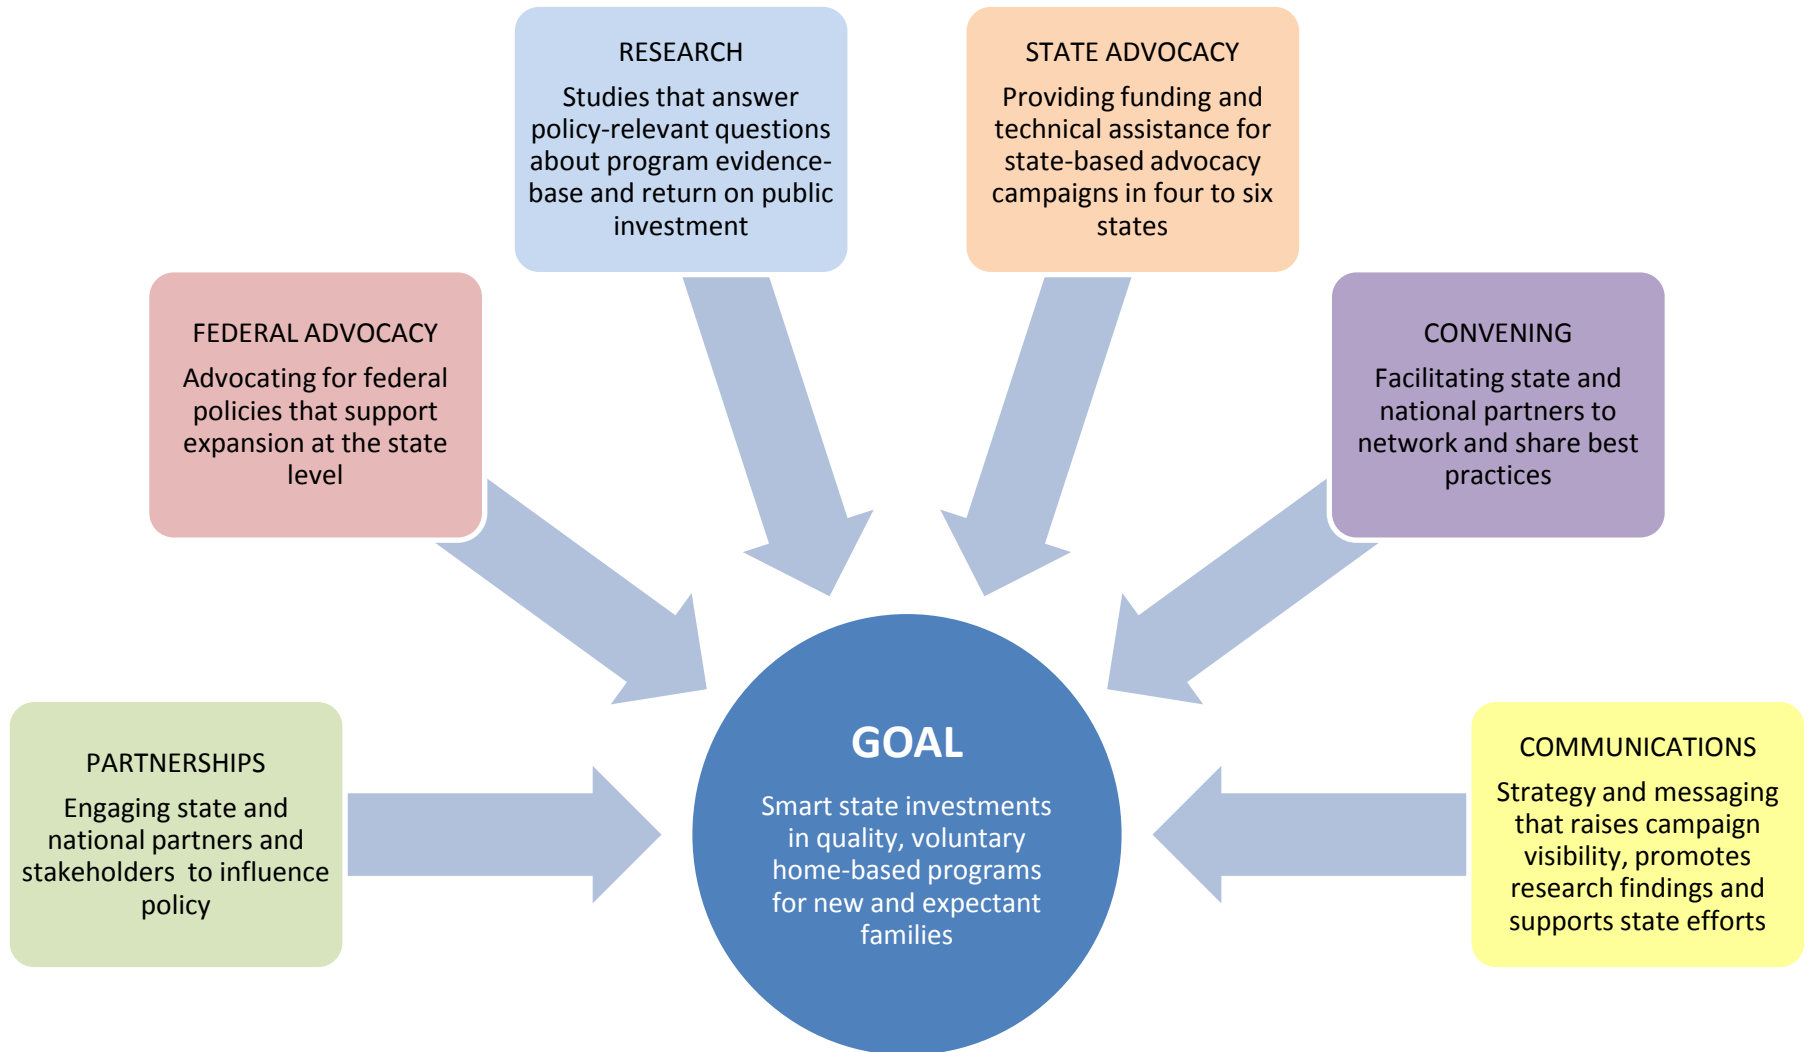 RESEARCH
Studies that answer
policy-relevant questions
about program evidence-
base and return on public
investment
STATE ADVOCACY
Providing funding and
technical assistance for
state-based advocacy
campaigns in four to six
states
FEDERAL ADVOCACY
Advocating for federal
policies that support
expansion at the state
level
CONVENING
Facilitating state and
national partners to
network and share best
practices
PARTNERSHIPS
Engaging state and
national partners and
stakeholders  to influence
policy
GOAL
Smart state investments
in quality, voluntary
home-based programs
for new and expectant
families
COMMUNICATIONS
Strategy and messaging
that raises campaign
visibility, promotes
research findings and
supports state efforts